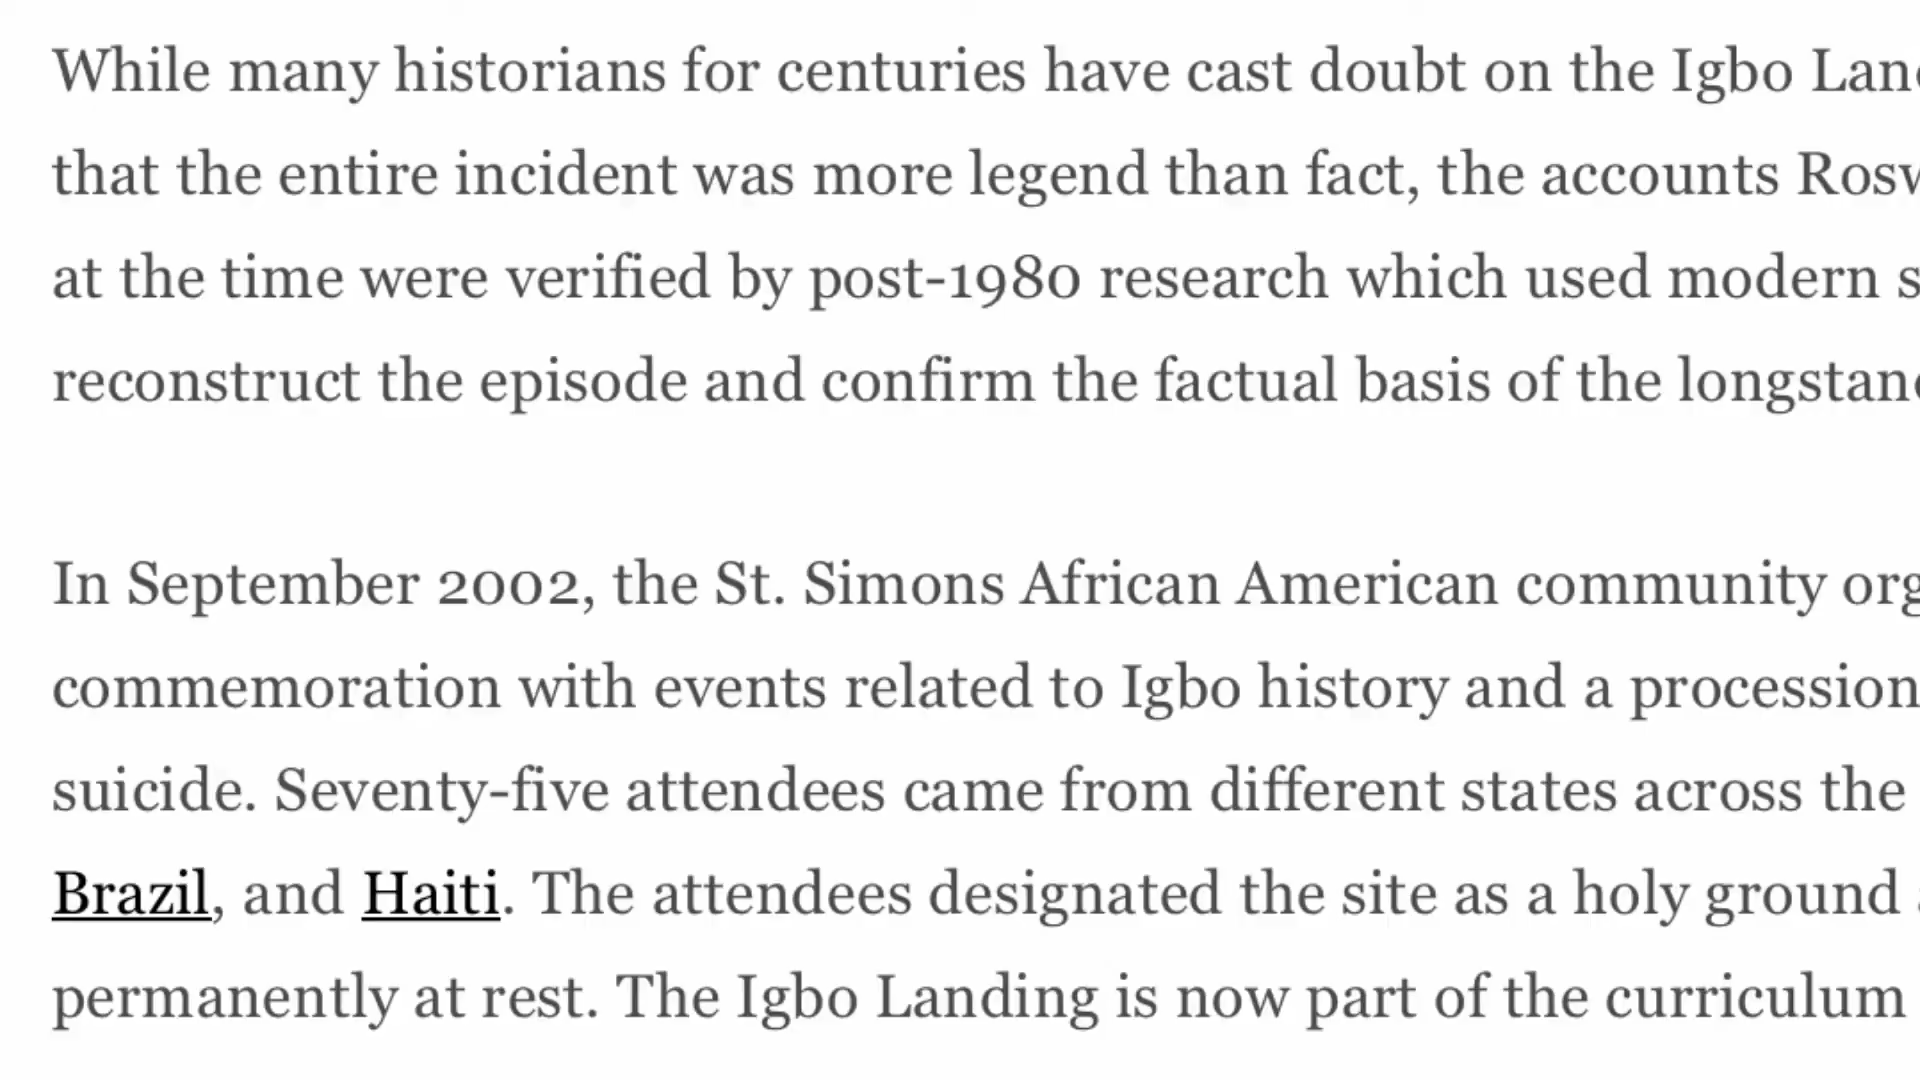 While many historians for centuries have cast doubt on the Igbo
that the entire incident was more legend than fact, the accounts
at the time were verified by post-1980 research which used modern
reconstruct the episode and confirm the factual basis of the
In September 2002, the St. Simons African American community
commemoration with events related to Igbo history and a procession
suicide. Seventy-five attendees came from different states across the
Brazil, and Haiti. The attendees designated the site as a holy ground
permanently at rest. The Igbo Landing is now part of the curriculum